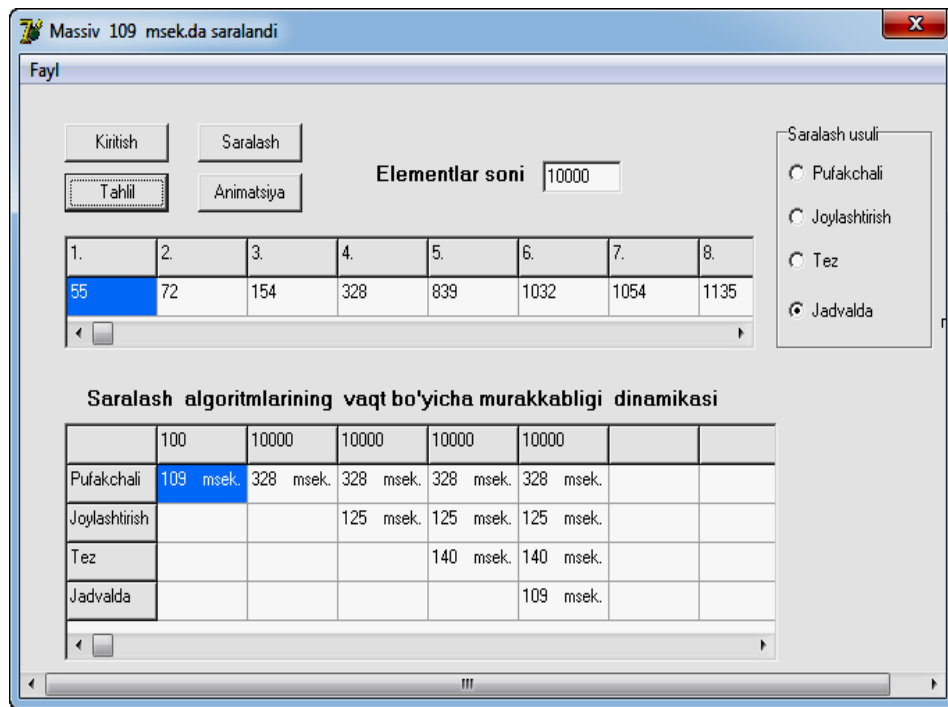 Massiv 109 msek.da saralandi
Fayl
Kiritish Saralash
Tahlil Animatsiya
Elementlar soni 10000
Saralash usuli
Pufakchali
Joylashtirish
Tez
Jadvalda
1. 2. 3. 4. 5. 6. 7. 8.
55 72 154 328 839 1032 1054 1135
Saralash algoritmlarining vaqt bo'yicha murakkabligi dinamikasi
100 10000 10000 10000 10000
Pufakchali 109 msek. 328 msek. 328 msek. 328 msek. 328 msek.
Joylashtirish 125 msek. 125 msek. 125 msek.
Tez 140 msek. 140 msek.
Jadvalda 109 msek.